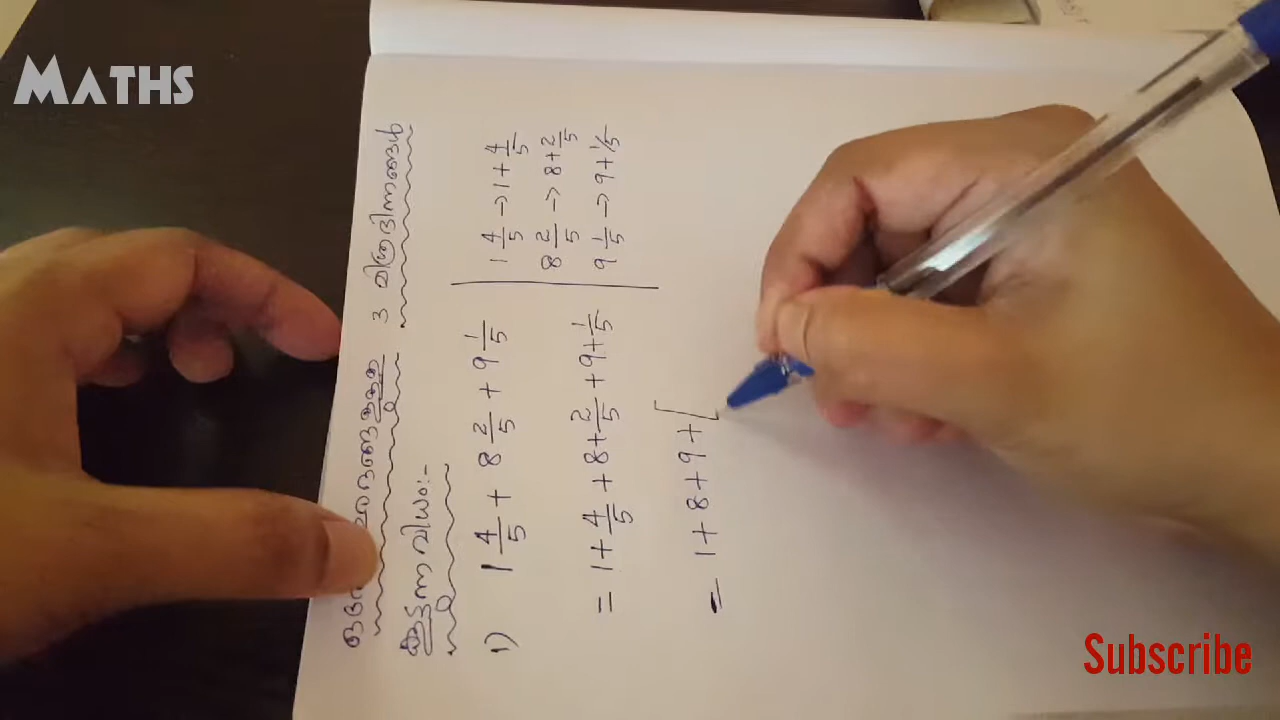 MATHS
3 മിശ്രഭിന്നങ്ങൾ
കൂട്ടുന്ന വിധം:-
1) 1 4/5 + 8 2/5 + 9 1/5
= 1 + 4/5 + 8 + 2/5 + 9 + 1/5
= 1 + 8 + 9 + [
1 4/5 → 1 + 4/5
8 2/5 → 8 + 2/5
9 1/5 → 9 + 1/5
Subscribe